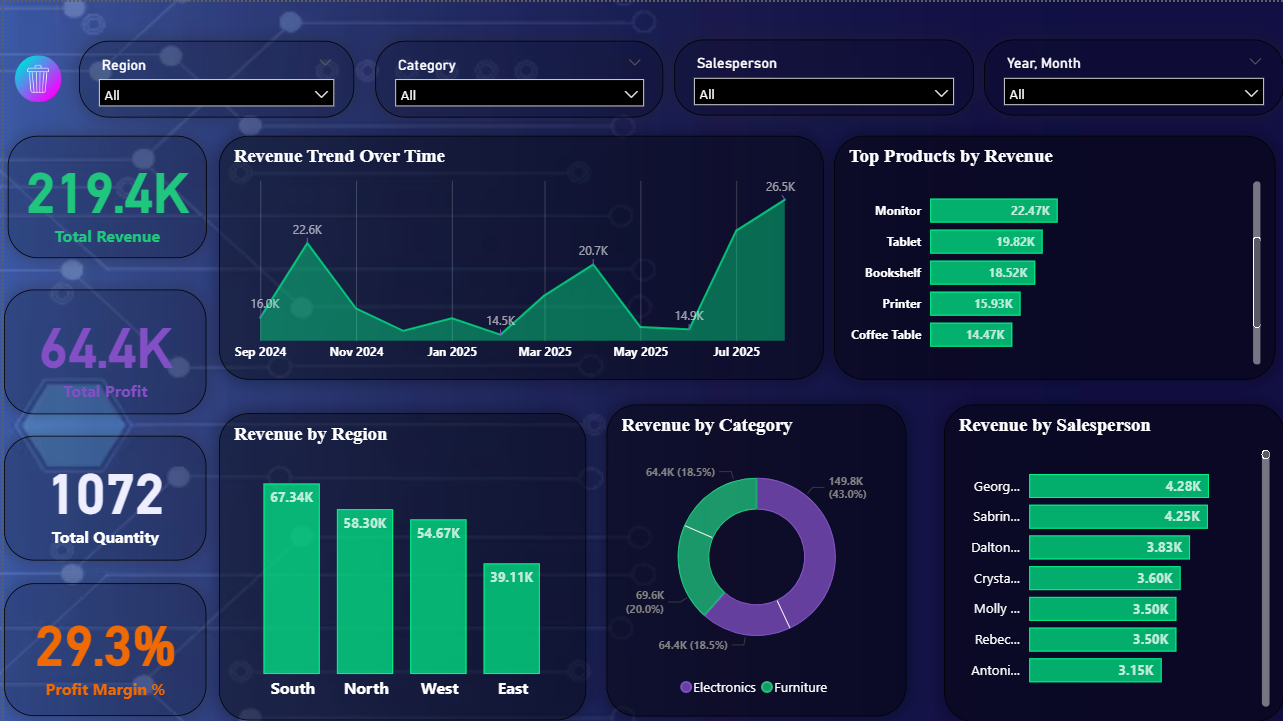 Region
All
Category
All
Salesperson
All
Year, Month
All
219.4K
Total Revenue
64.4K
Total Profit
1072
Total Quantity
29.3%
Profit Margin %
Revenue Trend Over Time
16.0K
22.6K
14.5K
20.7K
14.9K
26.5K
Sep 2024 Nov 2024 Jan 2025 Mar 2025 May 2025 Jul 2025
Top Products by Revenue
Monitor 22.47K
Tablet 19.82K
Bookshelf 18.52K
Printer 15.93K
Coffee Table 14.47K
Revenue by Region
67.34K 58.30K 54.67K 39.11K
South North West East
Revenue by Category
64.4K (18.5%)
149.8K
(43.0%)
69.6K
(20.0%)
64.4K (18.5%)
Electronics Furniture
Revenue by Salesperson
Georg... 4.28K
Sabrin... 4.25K
Dalton... 3.83K
Crysta... 3.60K
Molly ... 3.50K
Rebec... 3.50K
Antoni... 3.15K